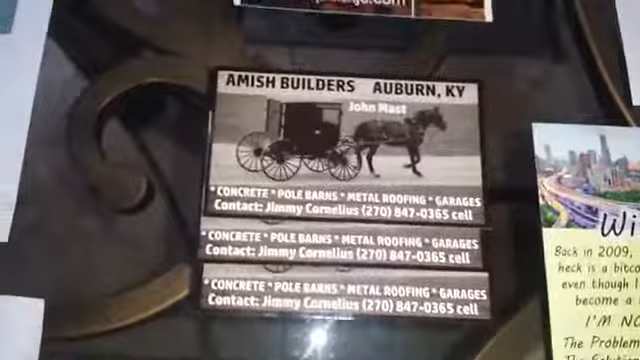 AMISH BUILDERS AUBURN, KY
John Mast
* CONCRETE * POLE BARNS * METAL ROOFING * GARAGES
Contact: Jimmy Cornelius (270) 847-0365 cell
* CONCRETE * POLE BARNS * METAL ROOFING * GARAGES
Contact: Jimmy Cornelius (270) 847-0365 cell
* CONCRETE * POLE BARNS * METAL ROOFING * GARAGES
Contact: Jimmy Cornelius (270) 847-0365 cell
Back in 2009,
heck is a bitco
even though I
become a
I'M NO
The Problem